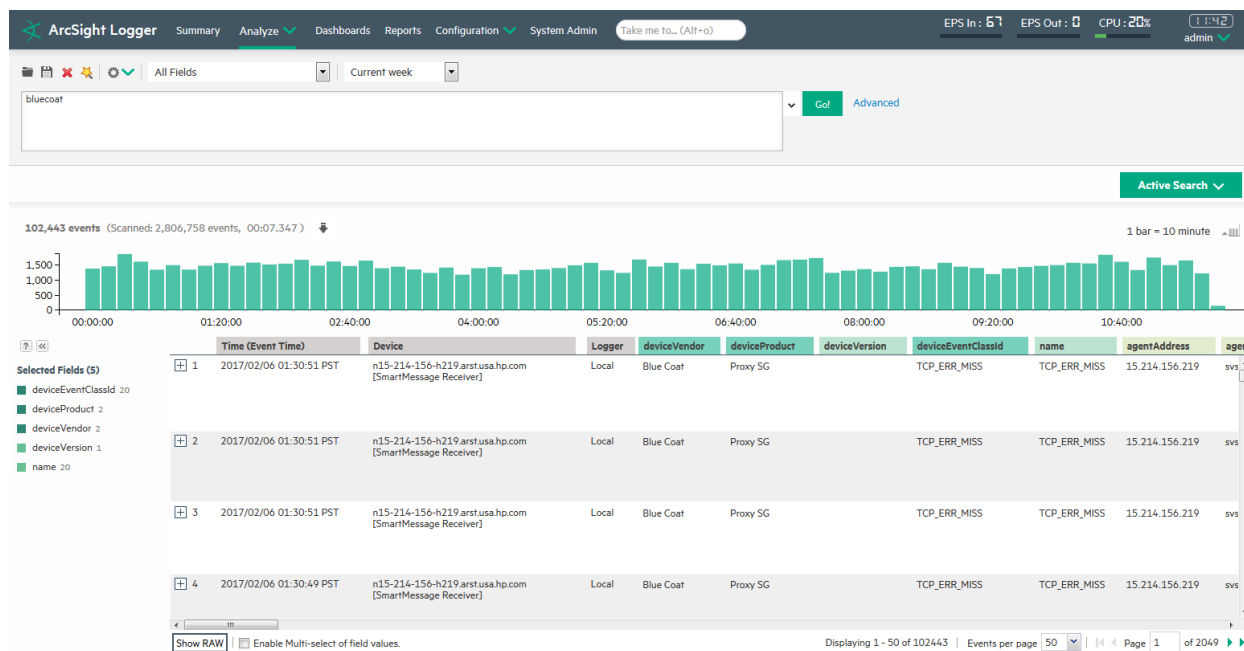 ArcSight Logger Summary Analyze Dashboards Reports Configuration System Admin Take me to... (Alt+o) EPS In : 67 EPS Out : 0 CPU : 20% 11:42
admin
All Fields Current week
bluecoat
Go! Advanced
Active Search
102,443 events (Scanned: 2,806,758 events, 00:07.347 ) 1 bar = 10 minute
1,500
1,000
500
0
00:00:00 01:20:00 02:40:00 04:00:00 05:20:00 06:40:00 08:00:00 09:20:00 10:40:00
? «
Time (Event Time) Device Logger deviceVendor deviceProduct deviceVersion deviceEventClassId name agentAddress
Selected Fields (5)
deviceEventClassId 20
deviceProduct 2
deviceVendor 2
deviceVersion 1
name 20
1 2017/02/06 01:30:51 PST n15-214-156-h219.arst.usa.hp.com Local Blue Coat Proxy SG TCP_ERR_MISS TCP_ERR_MISS 15.214.156.219 svs
[SmartMessage Receiver]
2 2017/02/06 01:30:51 PST n15-214-156-h219.arst.usa.hp.com Local Blue Coat Proxy SG TCP_ERR_MISS TCP_ERR_MISS 15.214.156.219 svs
[SmartMessage Receiver]
3 2017/02/06 01:30:51 PST n15-214-156-h219.arst.usa.hp.com Local Blue Coat Proxy SG TCP_ERR_MISS TCP_ERR_MISS 15.214.156.219 svs
[SmartMessage Receiver]
4 2017/02/06 01:30:49 PST n15-214-156-h219.arst.usa.hp.com Local Blue Coat Proxy SG TCP_ERR_MISS TCP_ERR_MISS 15.214.156.219 svs
[SmartMessage Receiver]
Show RAW Enable Multi-select of field values. Displaying 1 - 50 of 102443 Events per page 50 Page 1 of 2049